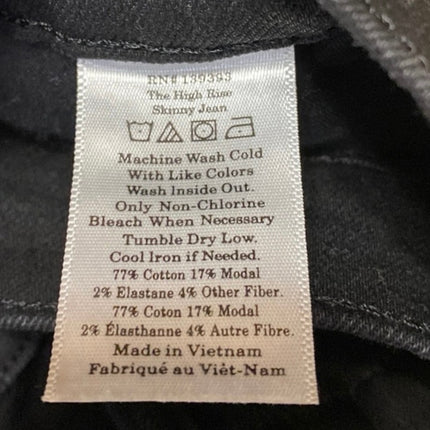 RN# 139393
The High Rise
Skinny Jean
Machine Wash Cold
With Like Colors
Wash Inside Out.
Only Non-Chlorine
Bleach When Necessary
Tumble Dry Low.
Cool Iron if Needed.
77% Cotton 17% Modal
2% Elastane 4% Other Fiber.
77% Coton 17% Modal
2% Élasthanne 4% Autre Fibre.
Made in Vietnam
Fabriqué au Việt-Nam